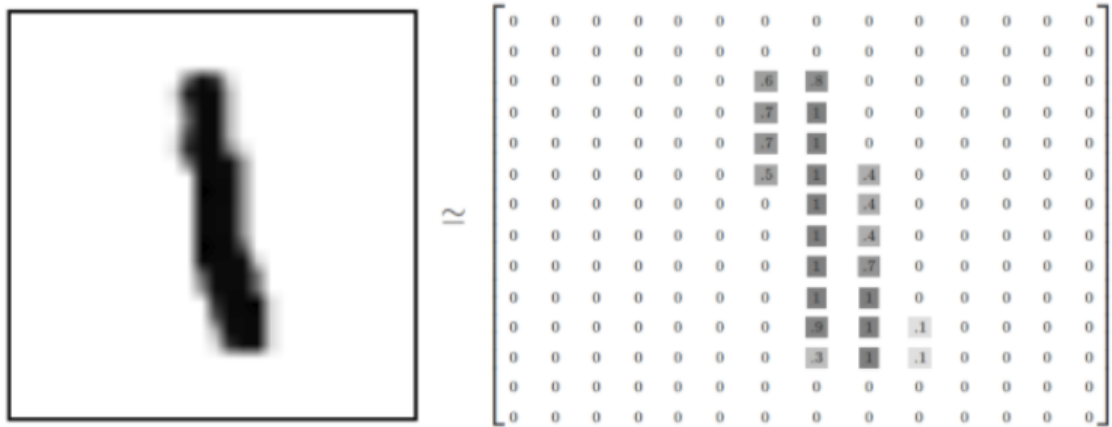 1
≅
0 0 0 0 0 0 0 0 0 0 0 0 0 0
0 0 0 0 0 0 0 0 0 0 0 0 0 0
0 0 0 0 0 0 .6 .8 0 0 0 0 0 0
0 0 0 0 0 0 .7 1 0 0 0 0 0 0
0 0 0 0 0 0 .7 1 0 0 0 0 0 0
0 0 0 0 0 0 .5 1 .4 0 0 0 0 0
0 0 0 0 0 0 0 1 .4 0 0 0 0 0
0 0 0 0 0 0 0 1 .4 0 0 0 0 0
0 0 0 0 0 0 0 1 .7 0 0 0 0 0
0 0 0 0 0 0 0 1 1 0 0 0 0 0
0 0 0 0 0 0 0 .9 1 .1 0 0 0 0
0 0 0 0 0 0 0 .3 1 .1 0 0 0 0
0 0 0 0 0 0 0 0 0 0 0 0 0 0
0 0 0 0 0 0 0 0 0 0 0 0 0 0